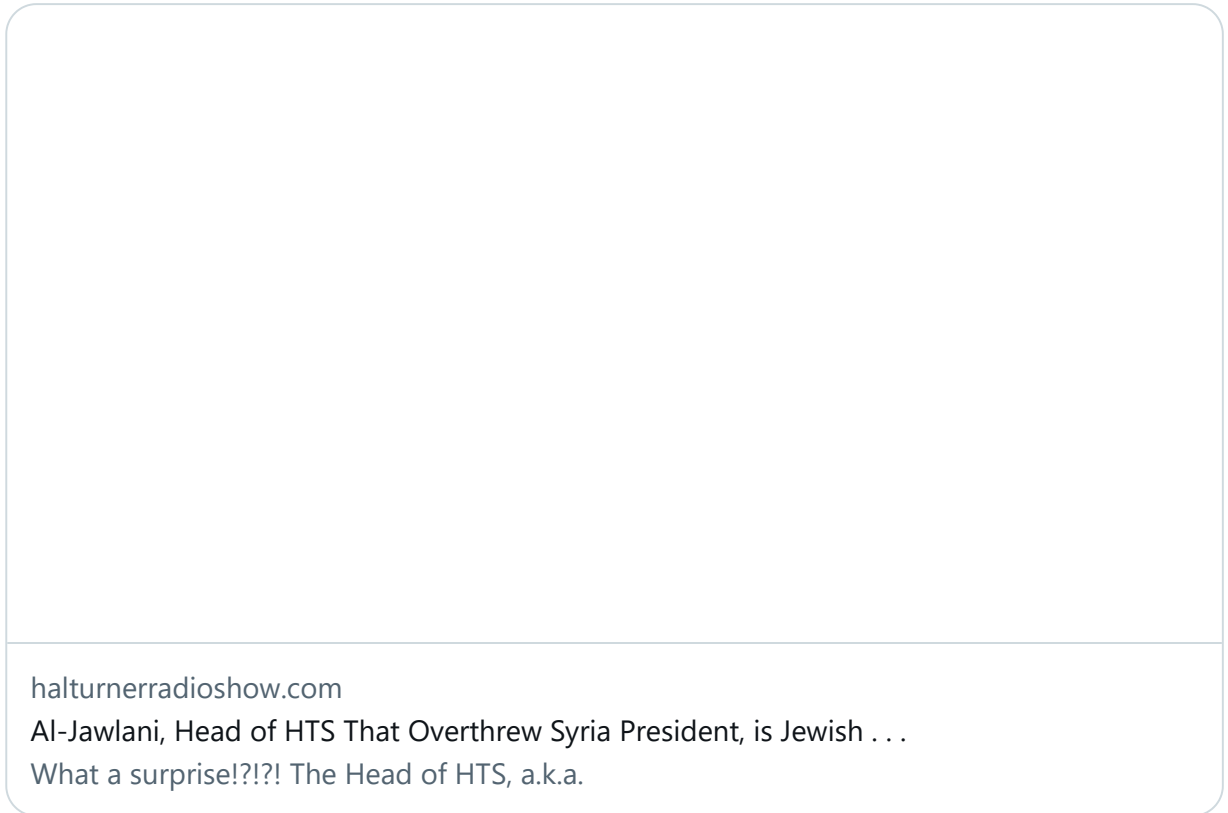 halturnerradioshow.com
Al-Jawlani, Head of HTS That Overthrew Syria President, is Jewish . . .
What a surprise!?!?! The Head of HTS, a.k.a.